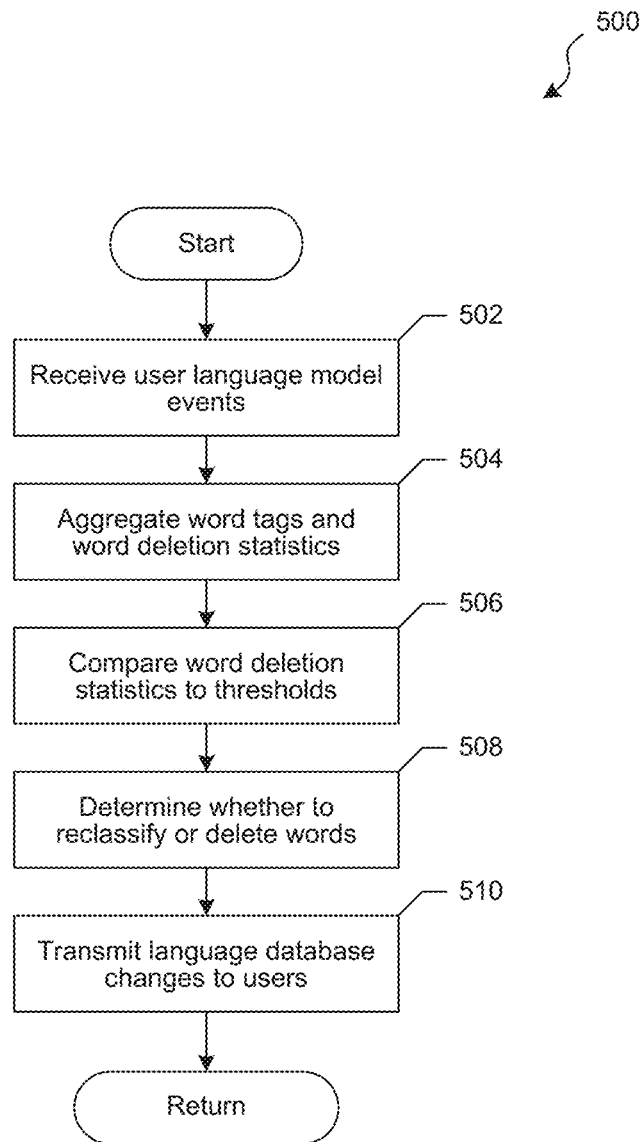 500
Start
502
Receive user language model
events
504
Aggregate word tags and
word deletion statistics
506
Compare word deletion
statistics to thresholds
508
Determine whether to
reclassify or delete words
510
Transmit language database
changes to users
Return